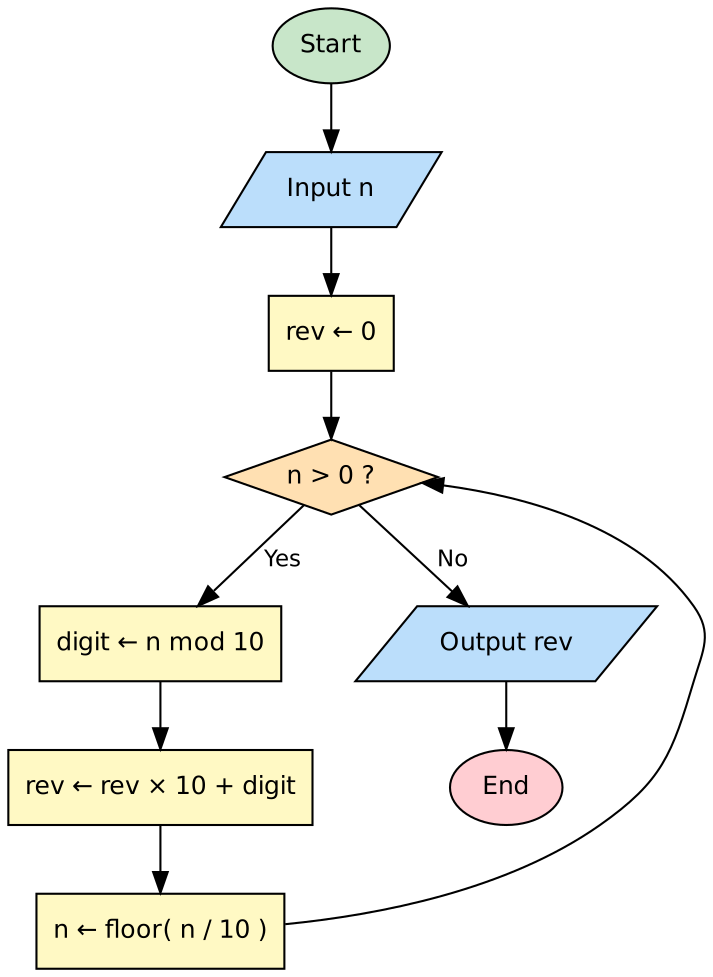 Start
Input n
rev ← 0
n > 0 ?
Yes
No
digit ← n mod 10
Output rev
rev ← rev × 10 + digit
End
n ← floor( n / 10 )